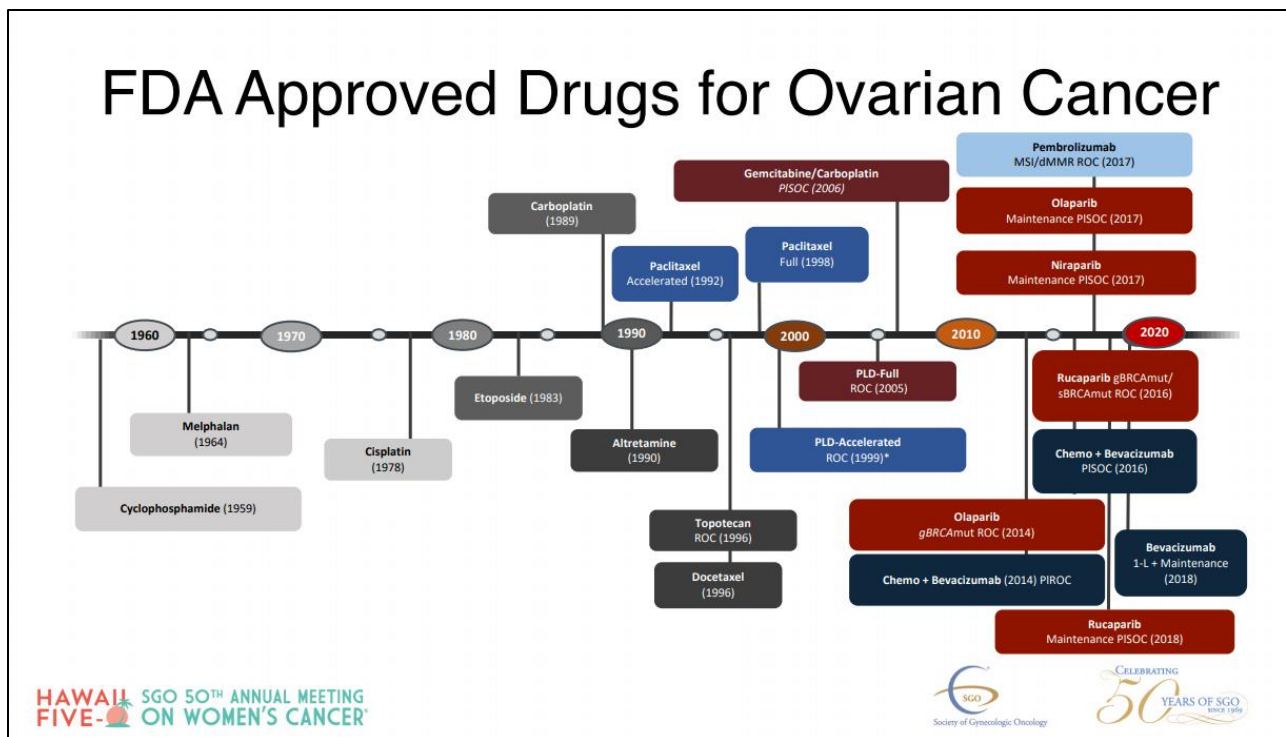 FDA Approved Drugs for Ovarian Cancer
Pembrolizumab
MSI/dMMR ROC (2017)
Gemcitabine/Carboplatin
PISOC (2006)
Carboplatin
(1989)
Olaparib
Maintenance PISOC (2017)
Paclitaxel
Full (1998)
Paclitaxel
Accelerated (1992)
Niraparib
Maintenance PISOC (2017)
1960
1970
1980
1990
2000
2010
2020
Rucaparib gBRCAmut/
sBRCAmut ROC (2016)
PLD-Full
ROC (2005)
Etoposide (1983)
Melphalan
(1964)
Cisplatin
(1978)
Altretamine
(1990)
PLD-Accelerated
ROC (1999)*
Chemo + Bevacizumab
PISOC (2016)
Cyclophosphamide (1959)
Topotecan
ROC (1996)
Olaparib
gBRCAmut ROC (2014)
Docetaxel
(1996)
Chemo + Bevacizumab (2014) PIROC
Bevacizumab
1-L + Maintenance
(2018)
Rucaparib
Maintenance PISOC (2018)
HAWAII
FIVE-O
SGO 50TH ANNUAL MEETING
ON WOMEN'S CANCER®
SGO
Society of Gynecologic Oncology
CELEBRATING
50 YEARS OF SGO
SINCE 1969